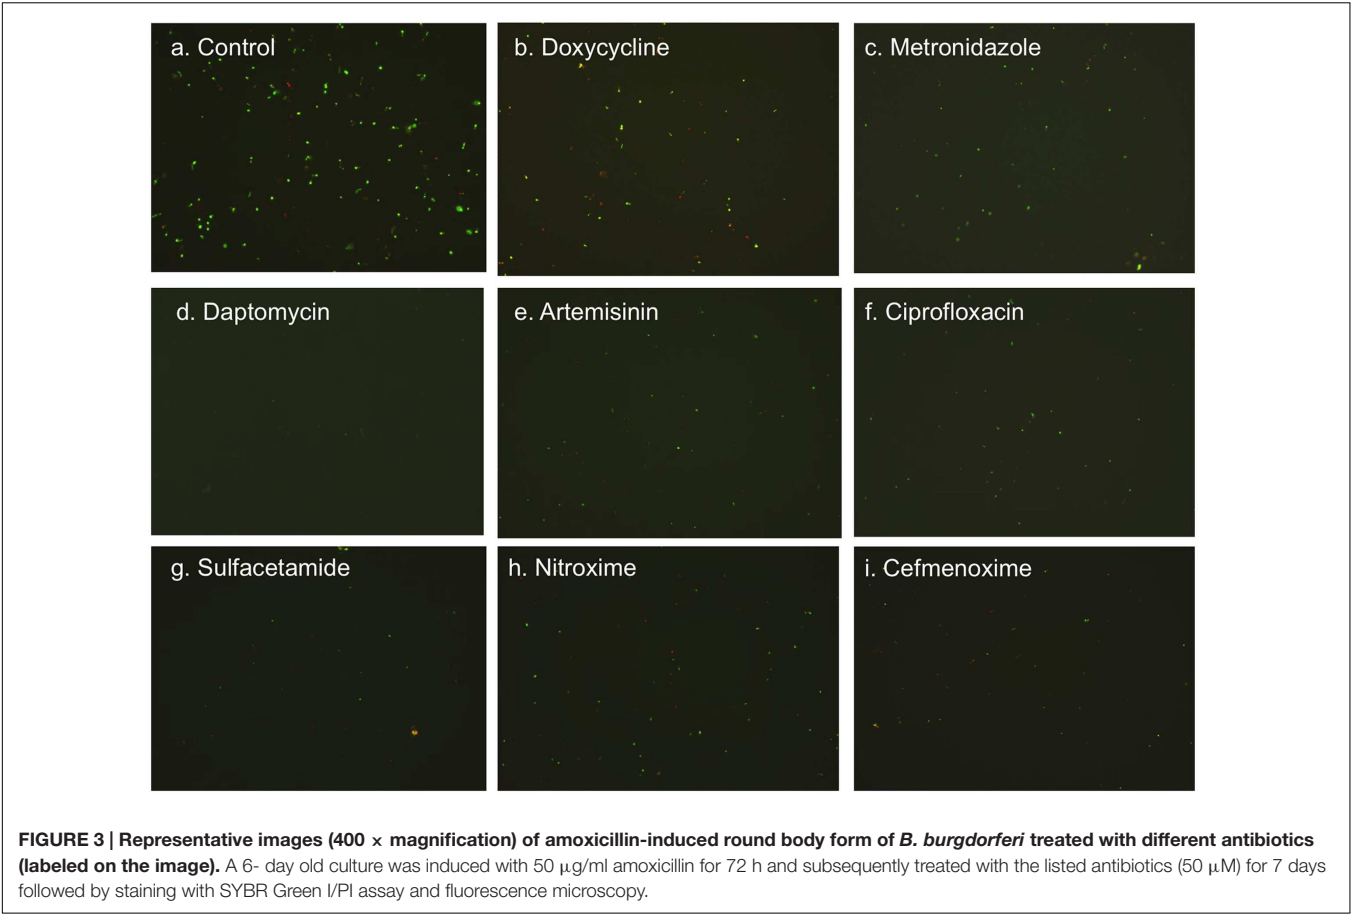 a. Control
b. Doxycycline
c. Metronidazole
d. Daptomycin
e. Artemisinin
f. Ciprofloxacin
g. Sulfacetamide
h. Nitroxime
i. Cefmenoxime
FIGURE 3 | Representative images (400 × magnification) of amoxicillin-induced round body form of B. burgdorferi treated with different antibiotics
(labeled on the image). A 6- day old culture was induced with 50 μg/ml amoxicillin for 72 h and subsequently treated with the listed antibiotics (50 μM) for 7 days
followed by staining with SYBR Green I/PI assay and fluorescence microscopy.